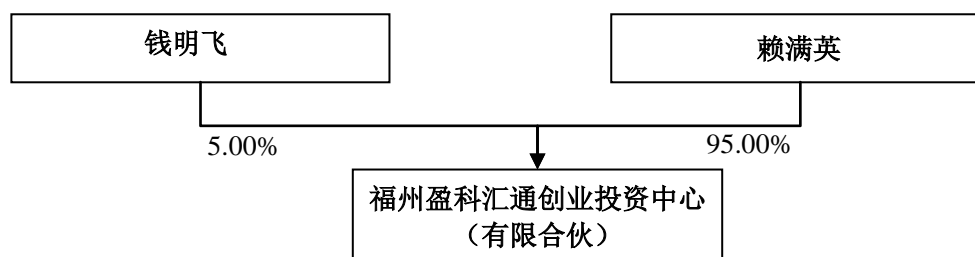 钱明飞
赖满英
5.00%
95.00%
福州盈科汇通创业投资中心
（有限合伙）